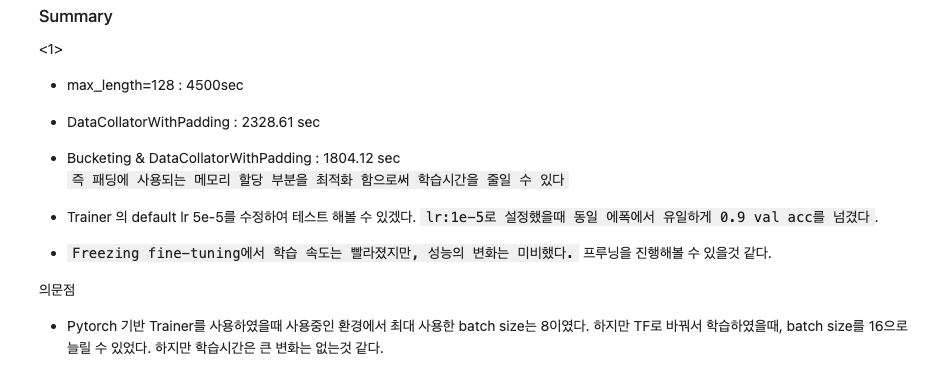 Summary
<1>
max_length=128 : 4500sec
DataCollatorWithPadding : 2328.61 sec
Bucketing & DataCollatorWithPadding : 1804.12 sec
즉 패딩에 사용되는 메모리 할당 부분을 최적화 함으로써 학습시간을 줄일 수 있다
Trainer 의 default lr 5e-5를 수정하여 테스트 해볼 수 있겠다. lr:1e-5로 설정했을때 동일 에폭에서 유일하게 0.9 val acc를 넘겼다 .
Freezing fine-tuning에서 학습 속도는 빨라졌지만, 성능의 변화는 미비했다. 프루닝을 진행해볼 수 있을것 같다.
의문점
Pytorch 기반 Trainer를 사용하였을때 사용중인 환경에서 최대 사용한 batch size는 8이였다. 하지만 TF로 바꿔서 학습하였을때, batch size를 16으로
늘릴 수 있었다. 하지만 학습시간은 큰 변화는 없는것 같다.